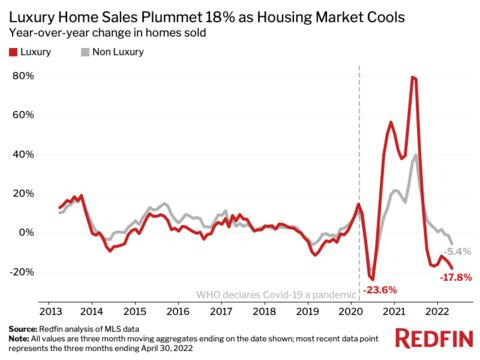 Luxury Home Sales Plummet 18% as Housing Market Cools
Year-over-year change in homes sold
Luxury
Non Luxury
80%
60%
40%
20%
0%
-20%
-5.4%
-17.8%
-23.6%
WHO declares Covid-19 a pandemic
2013 2014 2015 2016 2017 2018 2019 2020 2021 2022
Source: Redfin analysis of MLS data
Note: All values are three month moving aggregates ending on the date shown; most recent data point
represents the three months ending April 30, 2022
REDFIN